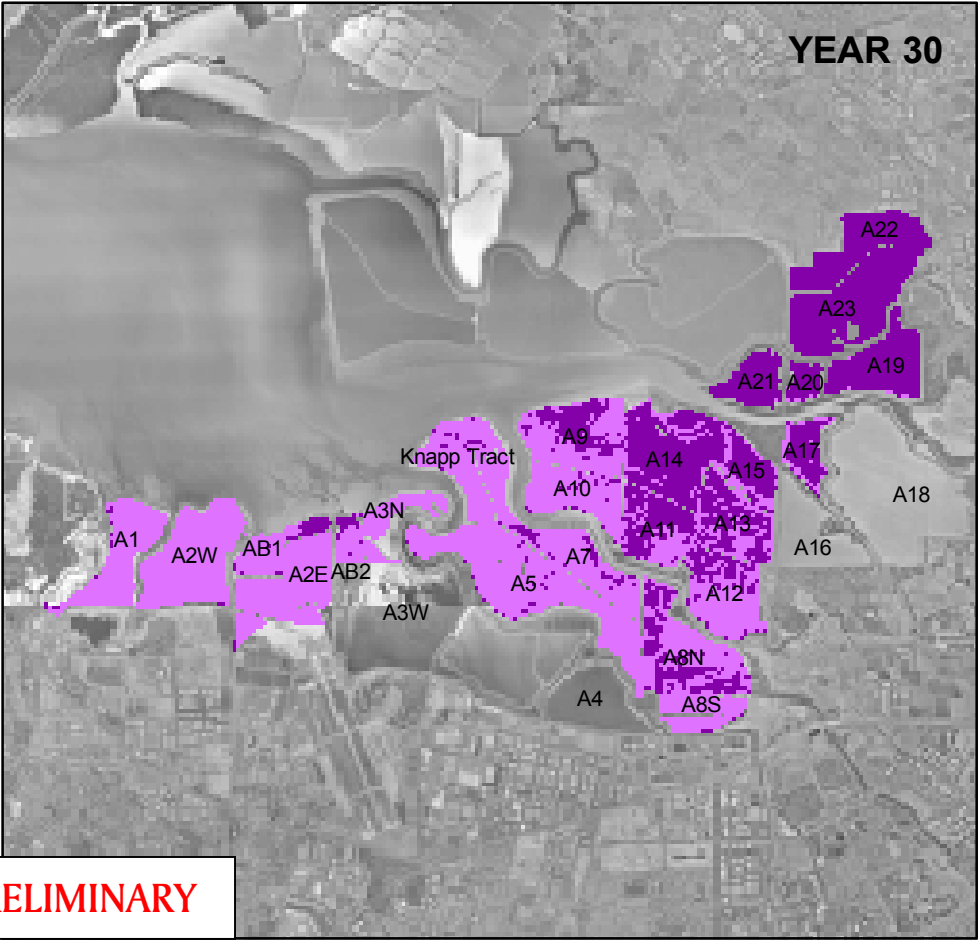 YEAR 30
A22
A23
A19
A21
A20
A9
A17
Knapp Tract
A14
A15
A10
A18
A3N
A13
A11
A1
A2W
AB1
A7
A16
A2E
AB2
A5
A12
A3W
A8N
A4
A8S
ELIMINARY